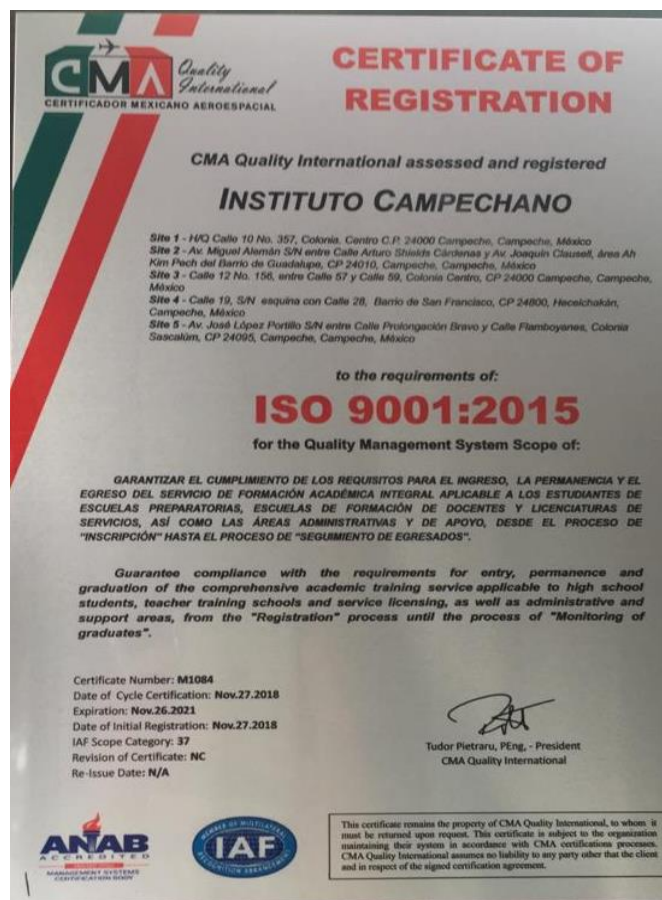 CMA Quality
International
CERTIFICADOR MEXICANO AEROESPACIAL
CERTIFICATE OF
REGISTRATION
CMA Quality International assessed and registered
INSTITUTO CAMPECHANO
Site 1 - H/Q Calle 10 No. 357, Colonia. Centro C.P. 24000 Campeche, Campeche, México
Site 2 - Av. Miguel Alemán S/N entre Calle Arturo Shields Cárdenas y Av. Joaquin Clausell, área Ah
Kim Pech del Barrio de Guadalupe, CP 24010, Campeche, Campeche, México
Site 3 - Calle 12 No. 156, entre Calle 57 y Calle 59, Colonia Centro, CP 24000 Campeche, Campeche,
México
Site 4 - Calle 19, S/N esquina con Calle 28, Barrio de San Francisco, CP 24800, Hecelchakán,
Campeche, México
Site 5 - Av. José López Portillo S/N entre Calle Prolongación Bravo y Calle Flamboyanes, Colonia
Sascalúm, CP 24095, Campeche, Campeche, México
to the requirements of:
ISO 9001:2015
for the Quality Management System Scope of:
GARANTIZAR EL CUMPLIMIENTO DE LOS REQUISITOS PARA EL INGRESO, LA PERMANENCIA Y EL
EGRESO DEL SERVICIO DE FORMACIÓN ACADÉMICA INTEGRAL APLICABLE A LOS ESTUDIANTES DE
ESCUELAS PREPARATORIAS, ESCUELAS DE FORMACIÓN DE DOCENTES Y LICENCIATURAS DE
SERVICIOS, ASÍ COMO LAS ÁREAS ADMINISTRATIVAS Y DE APOYO, DESDE EL PROCESO DE
"INSCRIPCIÓN" HASTA EL PROCESO DE "SEGUIMIENTO DE EGRESADOS".
Guarantee compliance with the requirements for entry, permanence and
graduation of the comprehensive academic training service applicable to high school
students, teacher training schools and service licensing, as well as administrative and
support areas, from the "Registration" process until the process of "Monitoring of
graduates".
Certificate Number: M1084
Date of Cycle Certification: Nov.27.2018
Expiration: Nov.26.2021
Date of Initial Registration: Nov.27.2018
IAF Scope Category: 37
Revision of Certificate: NC
Re-Issue Date: N/A
Tudor Pietraru, PEng, - President
CMA Quality International
ANAB
ACCREDITED
MANAGEMENT SYSTEMS
CERTIFICATION BODY
MEMBER OF MULTILATERAL
IAF
RECOGNITION ARRANGEMENT
This certificate remains the property of CMA Quality International, to whom it
must be returned upon request. This certificate is subject to the organization
maintaining their system in accordance with CMA certifications processes.
CMA Quality International assumes no liability to any party other that the client
and in respect of the signed certification agreement.